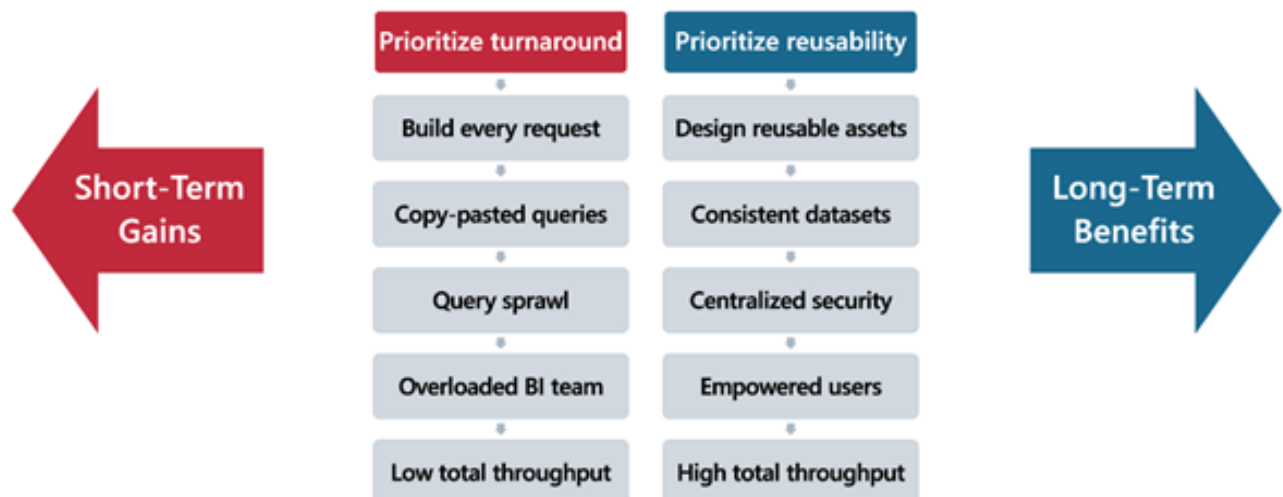 Short-Term
Gains
Prioritize turnaround
Build every request
Copy-pasted queries
Query sprawl
Overloaded BI team
Low total throughput
Prioritize reusability
Design reusable assets
Consistent datasets
Centralized security
Empowered users
High total throughput
Long-Term
Benefits